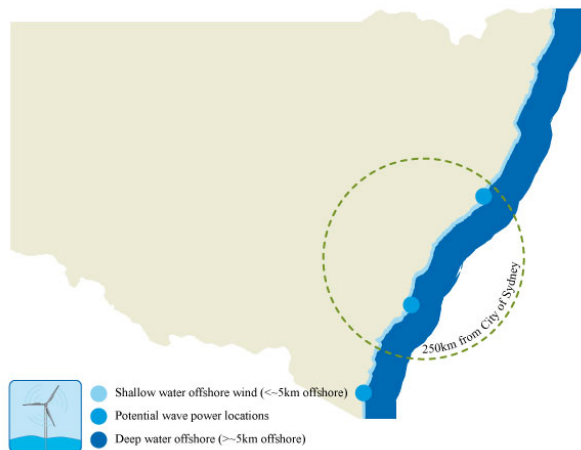 250km from City of Sydney
Shallow water offshore wind (<~5km offshore)
Potential wave power locations
Deep water offshore (>~5km offshore)